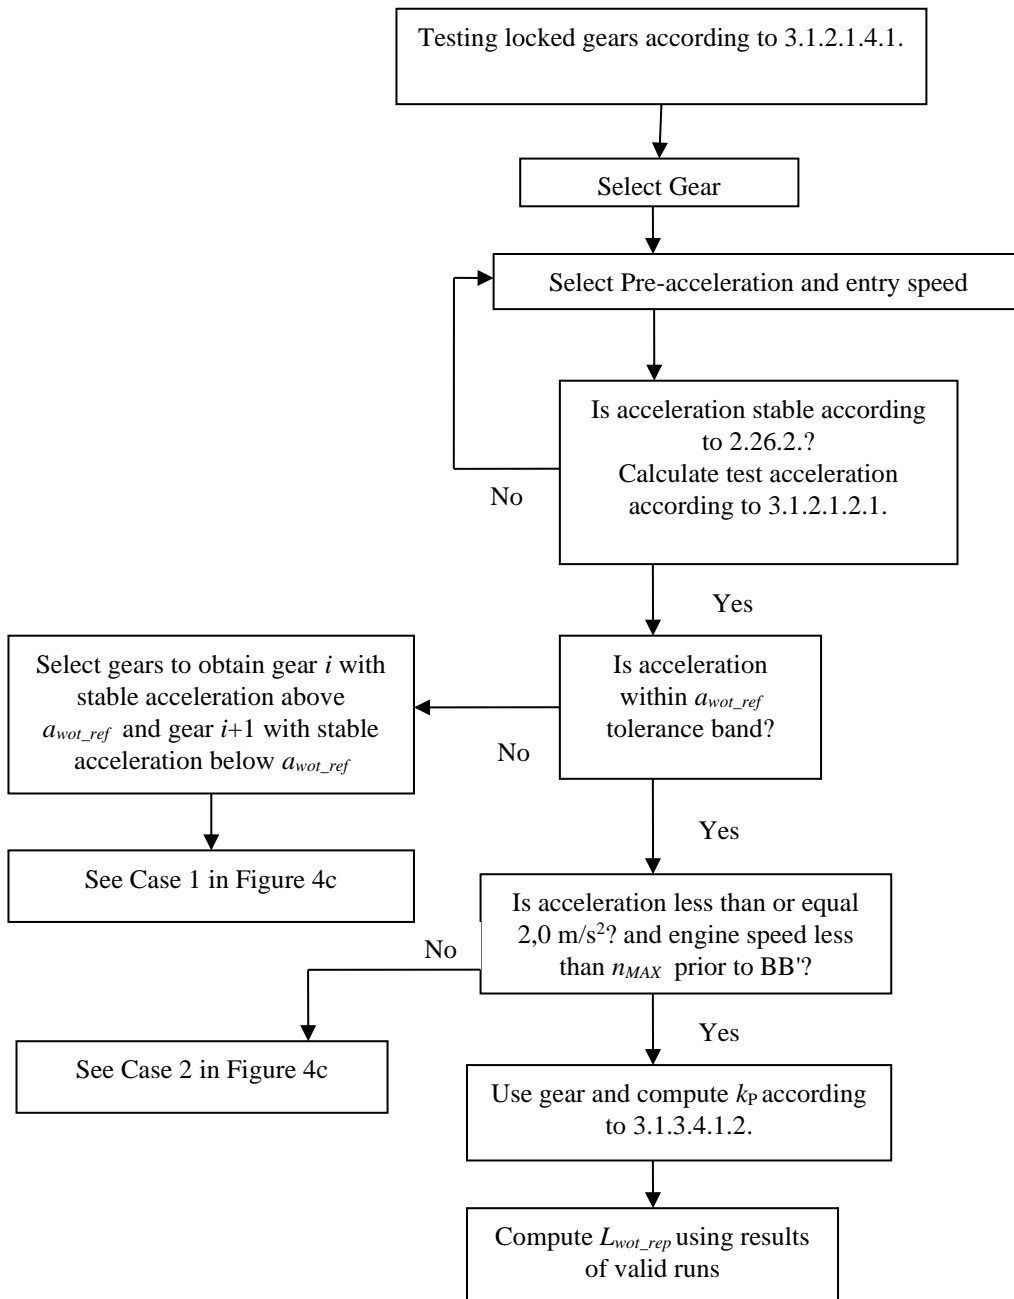 Testing locked gears according to 3.1.2.1.4.1.
Select Gear
Select Pre-acceleration and entry speed
Is acceleration stable according
to 2.26.2.?
Calculate test acceleration
according to 3.1.2.1.2.1.
No
Yes
Select gears to obtain gear i with
stable acceleration above
a_wot_ref and gear i+1 with stable
acceleration below a_wot_ref
Is acceleration
within a_wot_ref
tolerance band?
No
Yes
See Case 1 in Figure 4c
Is acceleration less than or equal
2,0 m/s²? and engine speed less
than n_MAX prior to BB'?
No
Yes
See Case 2 in Figure 4c
Use gear and compute k_P according
to 3.1.3.4.1.2.
Compute L_wot_rep using results
of valid runs